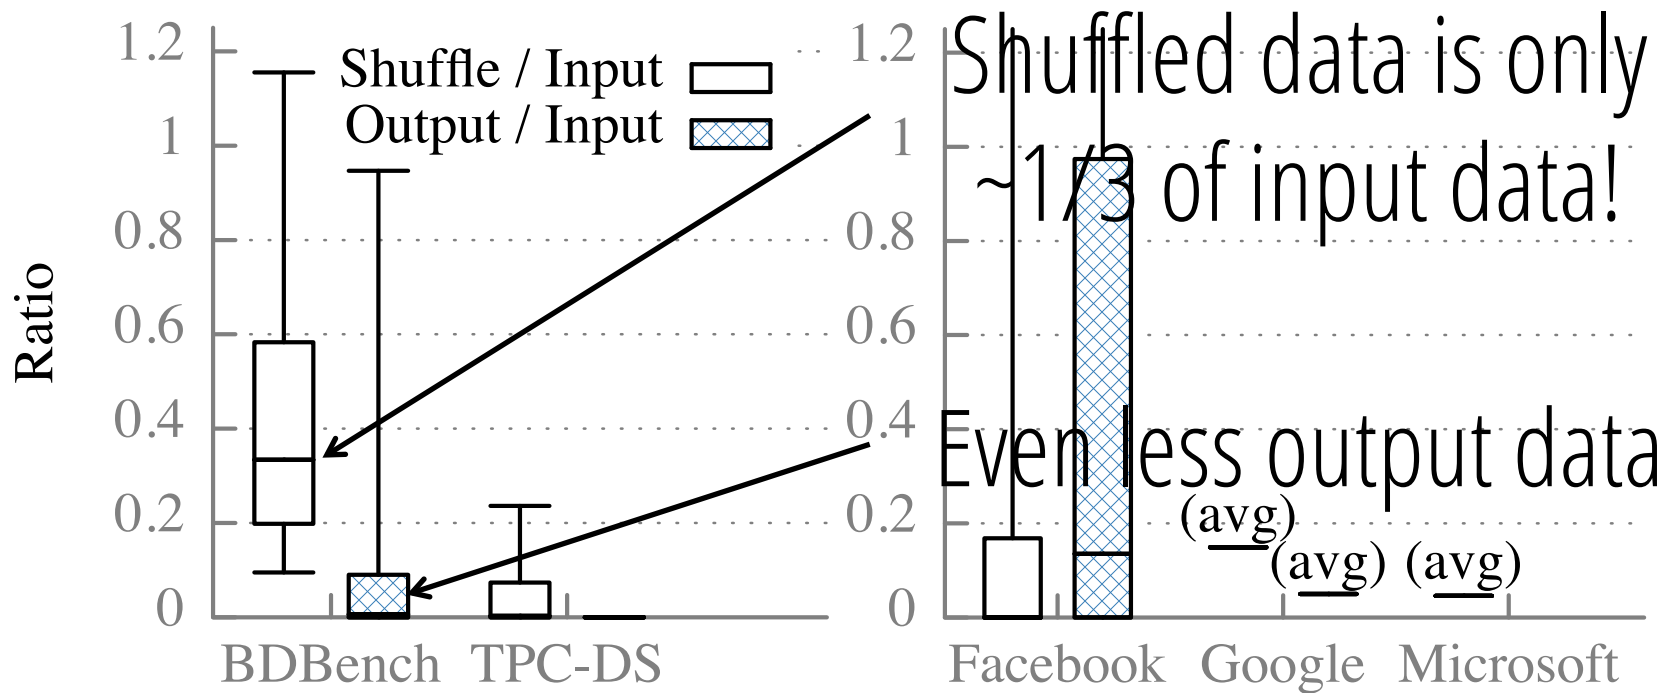 Shuffled data is only
~1/3 of input data!
Even less output data
Ratio
1.2
1
0.8
0.6
0.4
0.2
0
Shuffle / Input
Output / Input
BDBench TPC-DS
1.2
1
0.8
0.6
0.4
0.2
0
(avg)
(avg) (avg)
Facebook Google Microsoft